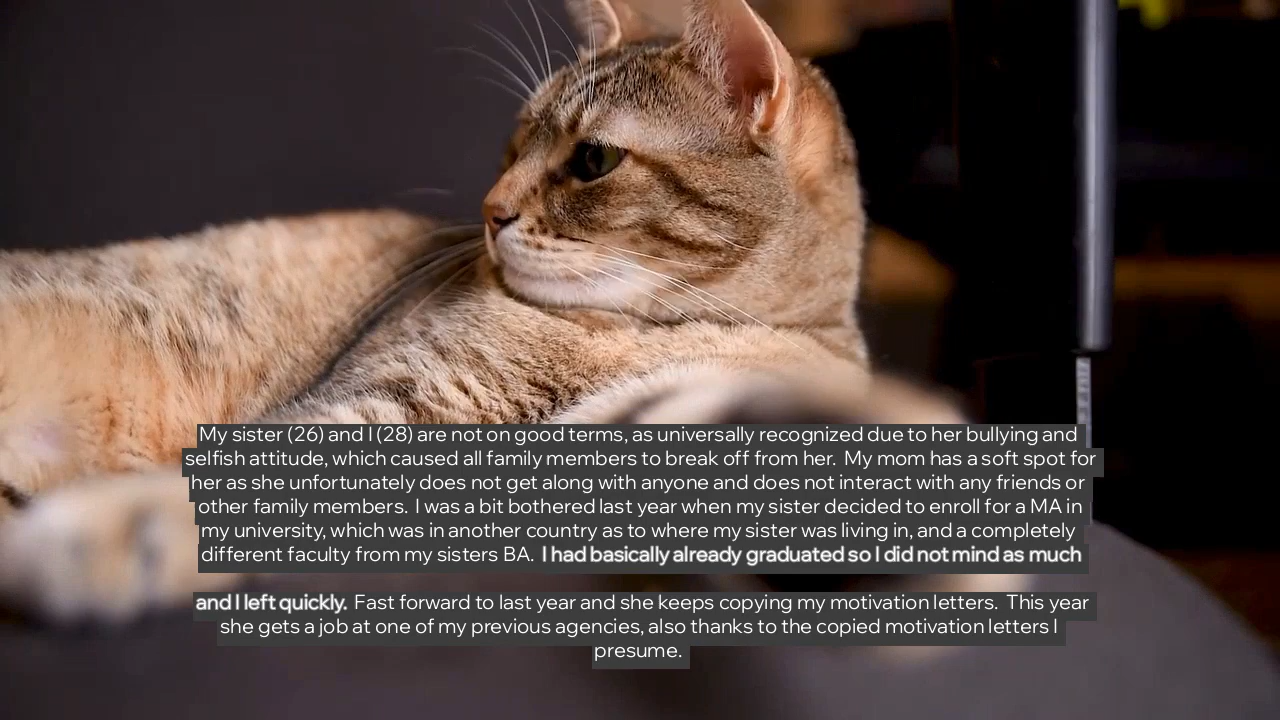 My sister (26) and I (28) are not on good terms, as universally recognized due to her bullying and
selfish attitude, which caused all family members to break off from her. My mom has a soft spot for
her as she unfortunately does not get along with anyone and does not interact with any friends or
other family members. I was a bit bothered last year when my sister decided to enroll for a MA in
my university, which was in another country as to where my sister was living in, and a completely
different faculty from my sisters BA. I had basically already graduated so I did not mind as much
and I left quickly. Fast forward to last year and she keeps copying my motivation letters. This year
she gets a job at one of my previous agencies, also thanks to the copied motivation letters I
presume.